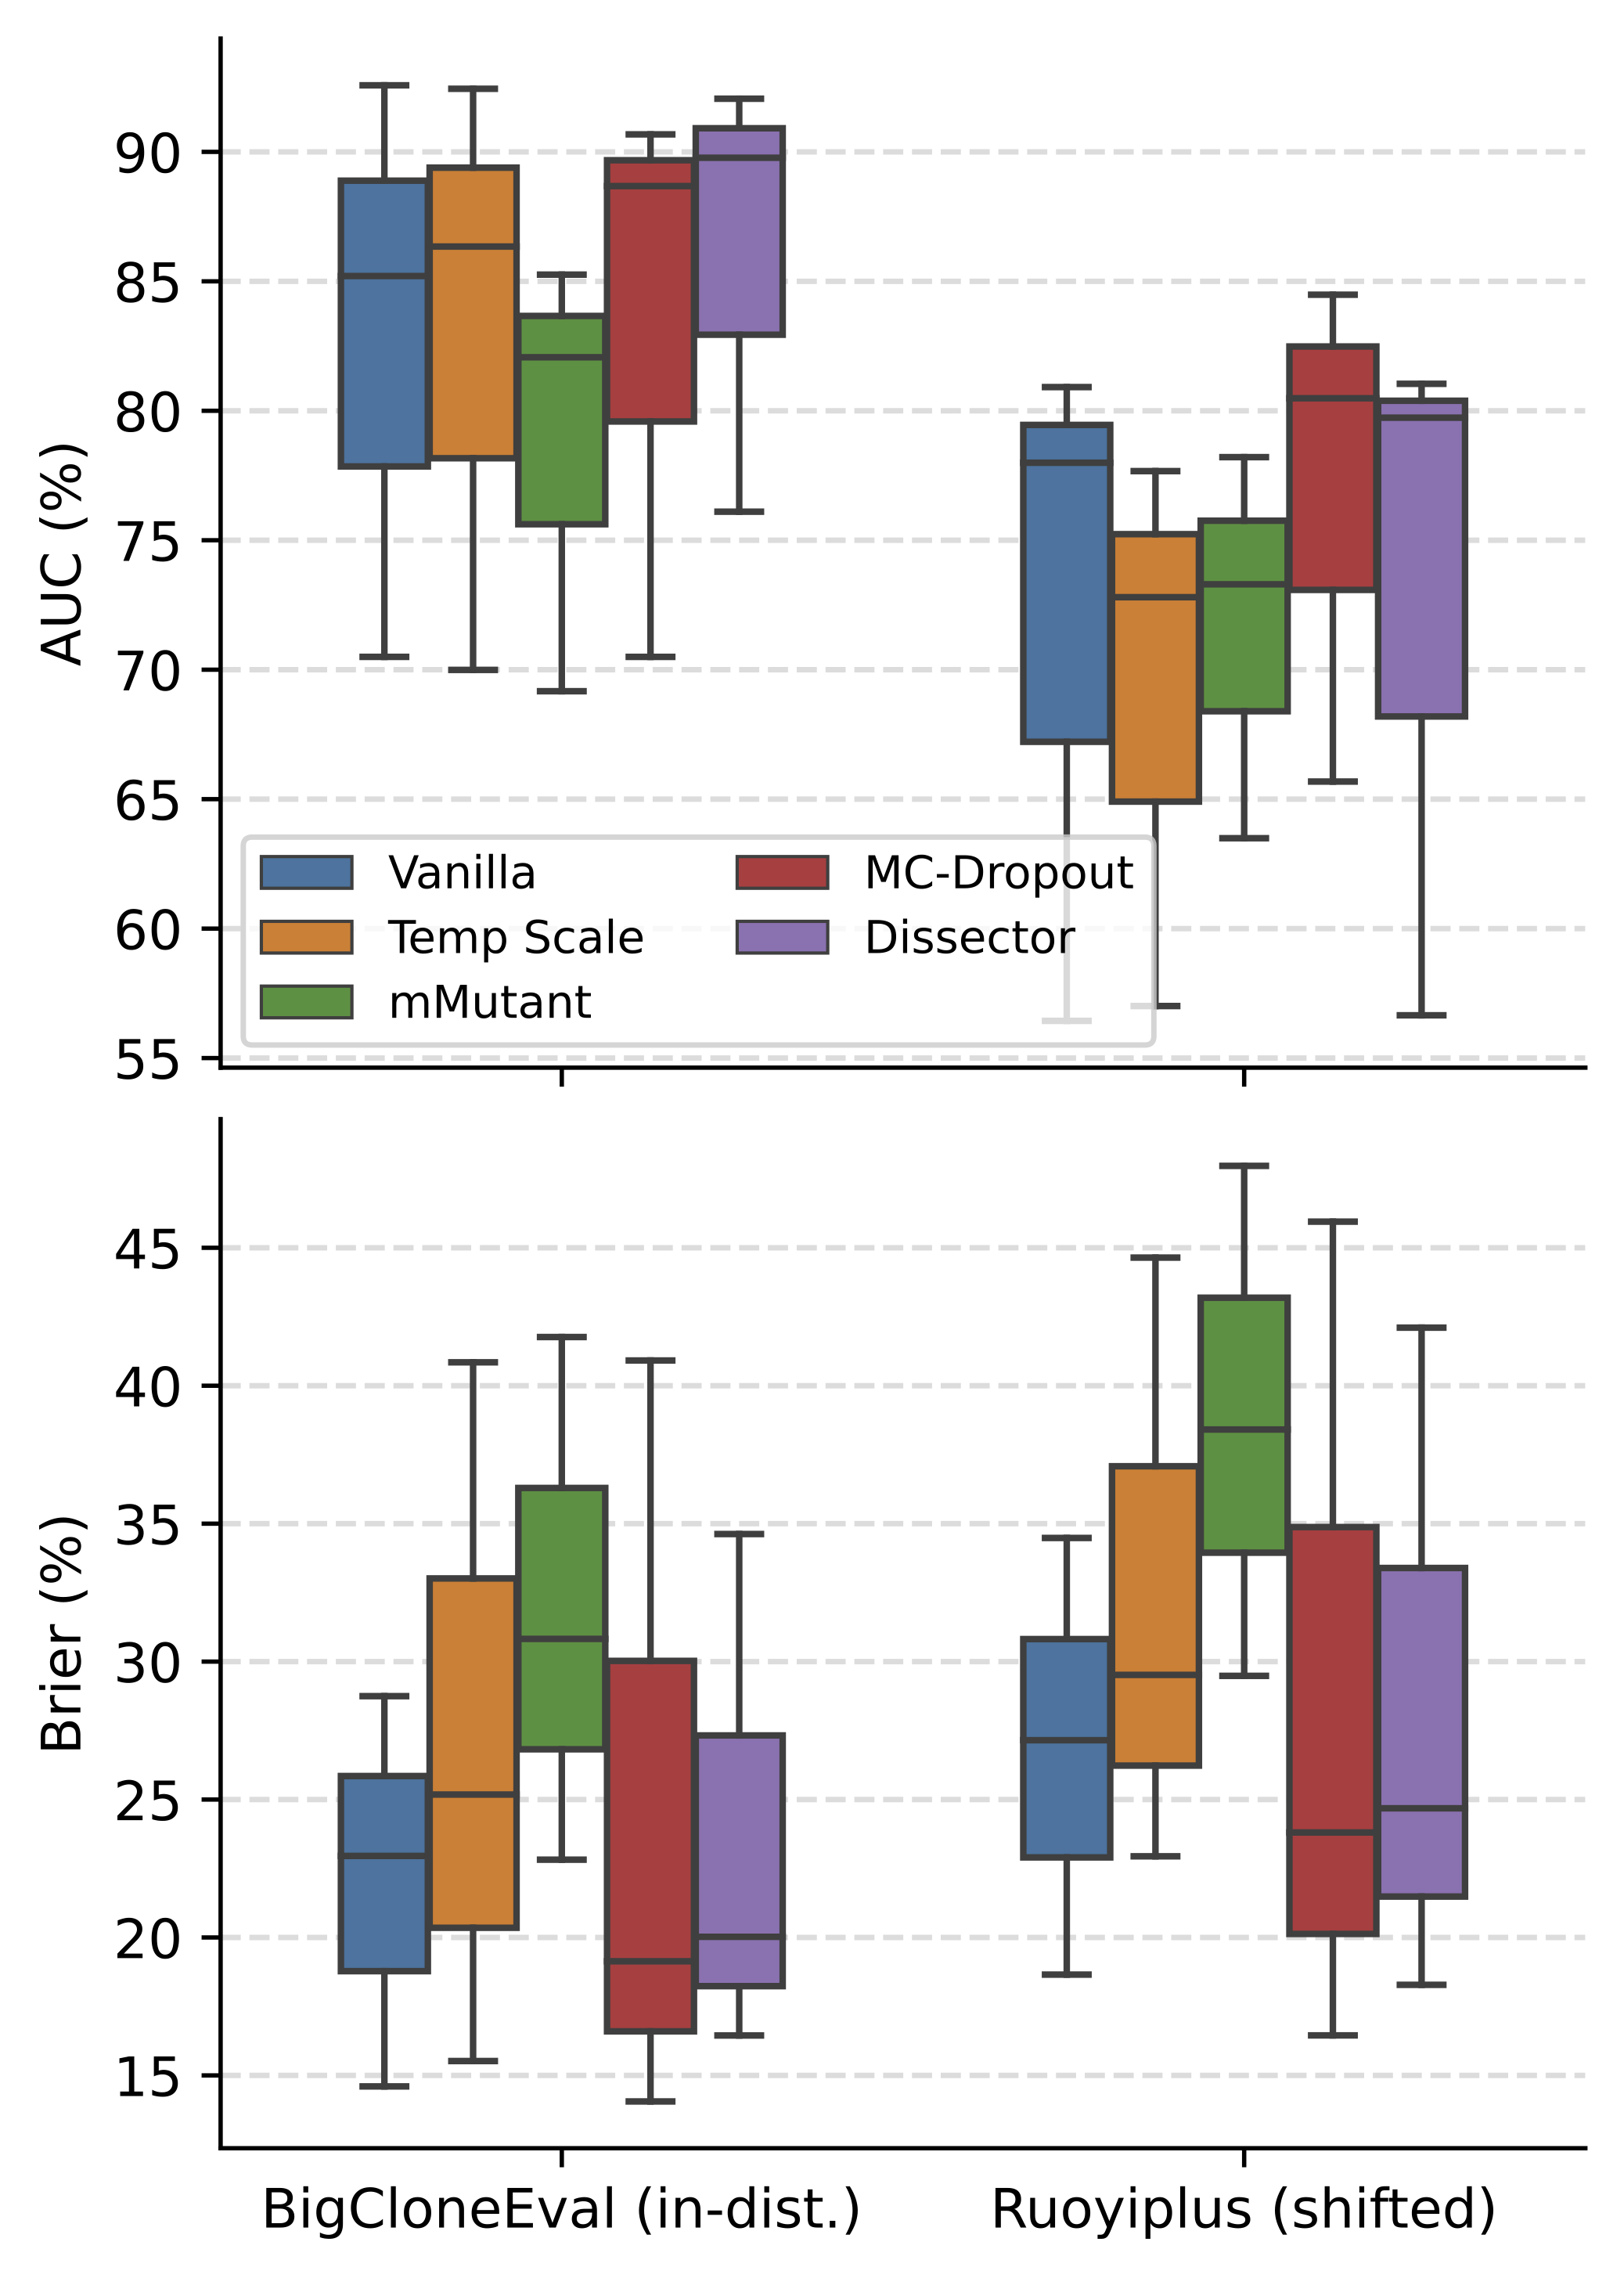 90
85
80
75
70
65
60
55
AUC (%)
Vanilla
Temp Scale
mMutant
MC-Dropout
Dissector
45
40
35
30
25
20
15
Brier (%)
BigCloneEval (in-dist.)
Ruoyiplus (shifted)